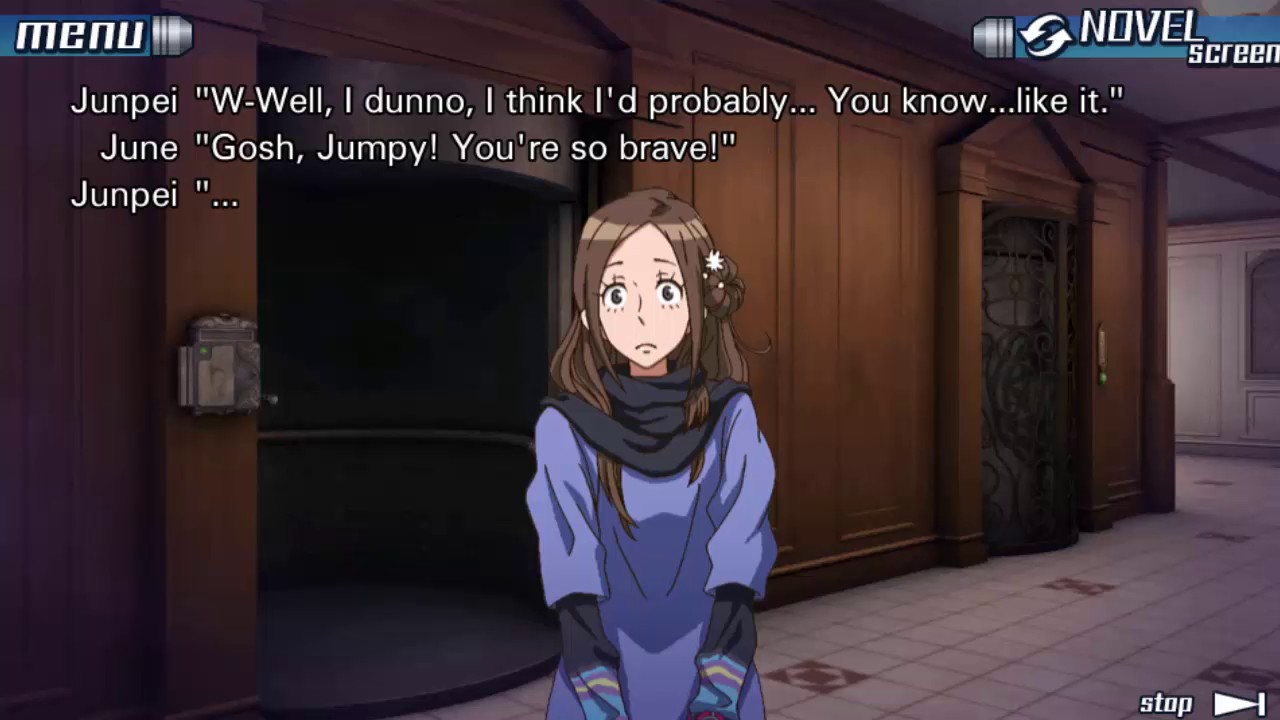 menu
NOVEL
screen
Junpei "W-Well, I dunno, I think I'd probably... You know...like it."
June "Gosh, Jumpy! You're so brave!"
Junpei "...
stop